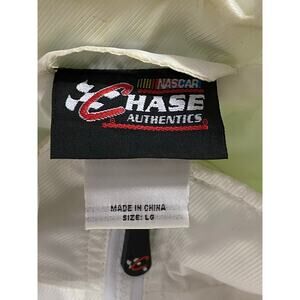 NASCAR
CHASE
AUTHENTICS
MADE IN CHINA
SIZE: LG